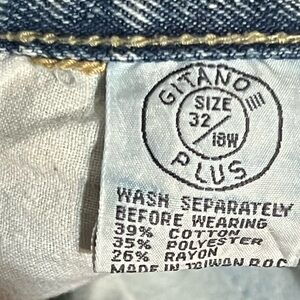 GITANO
SIZE
32/18W
PLUS
WASH SEPARATELY
BEFORE WEARING
39% COTTON
35% POLYESTER
26% RAYON
MADE IN TAIWAN R.O.C.